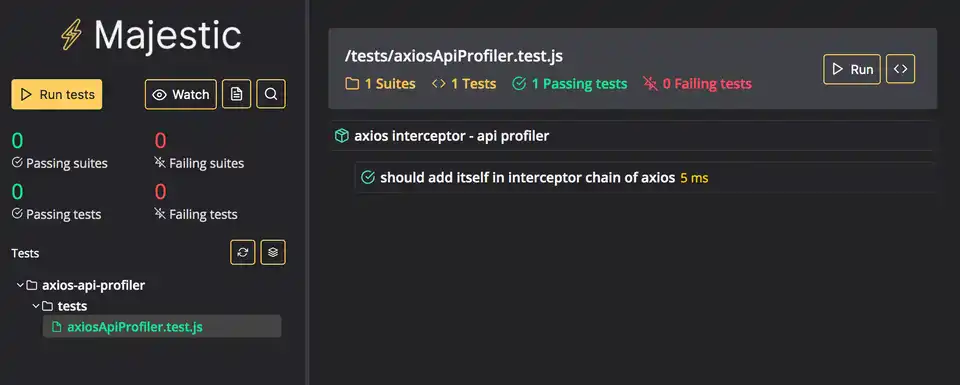 Majestic
Run tests
Watch
0 0
Passing suites Failing suites
0 0
Passing tests Failing tests
Tests
axios-api-profiler
tests
axiosApiProfiler.test.js
/tests/axiosApiProfiler.test.js
1 Suites 1 Tests 1 Passing tests 0 Failing tests
Run
axios interceptor - api profiler
should add itself in interceptor chain of axios 5 ms